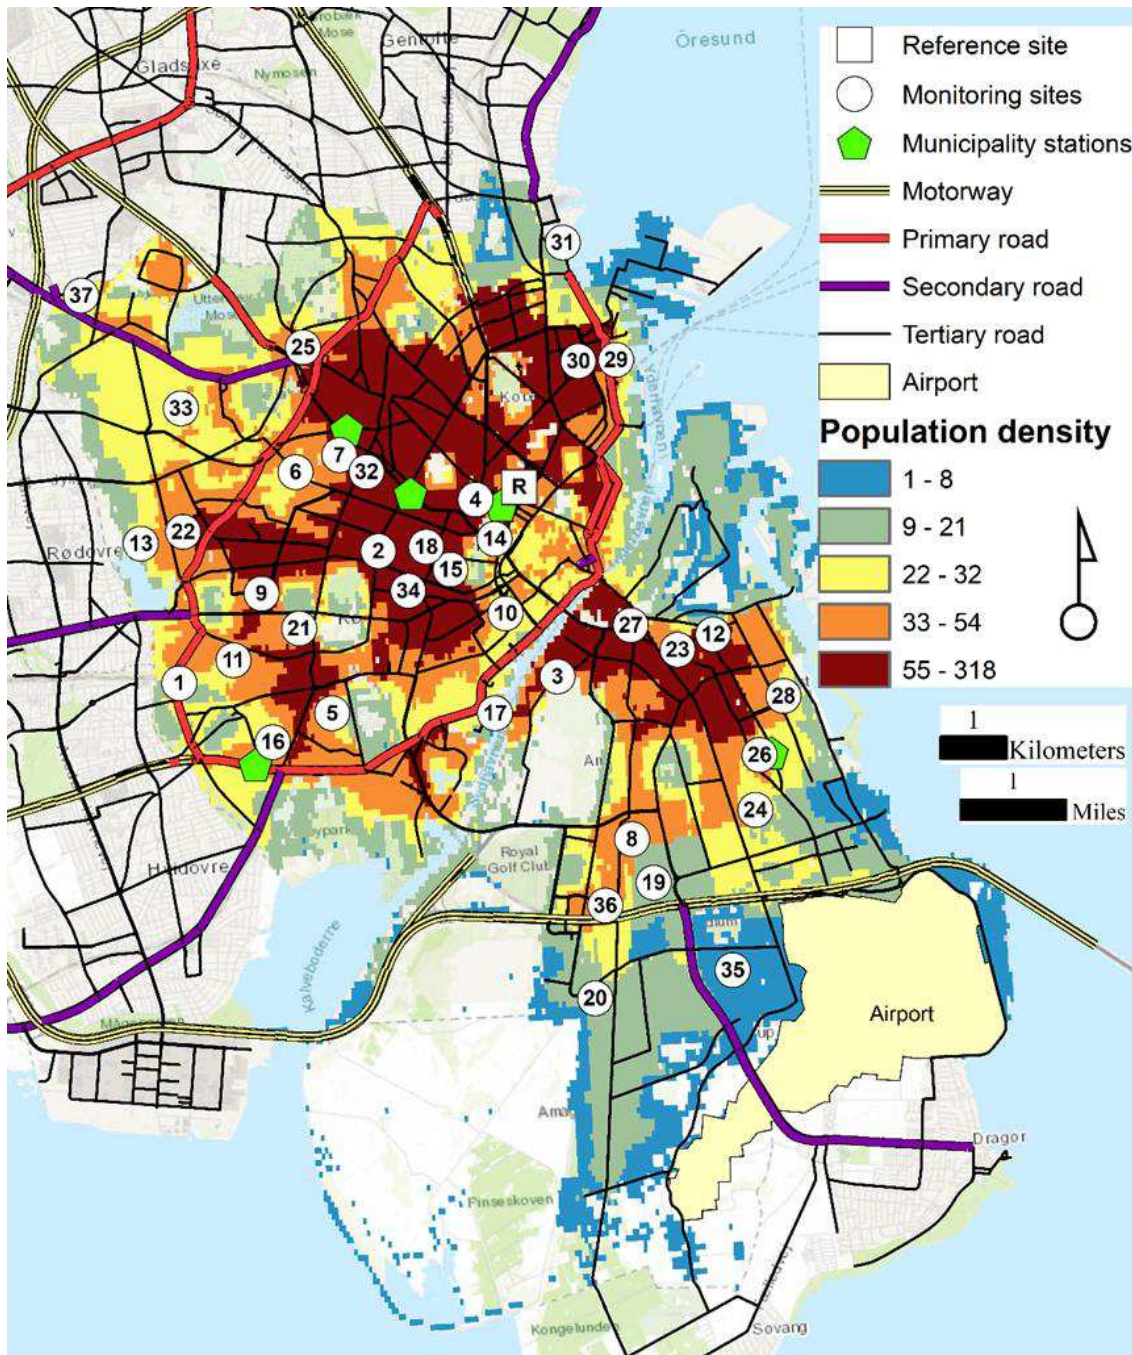 Gentofte
Öresund
Gladsaxe
Nymosen
Mose
Reference site
Monitoring sites
Municipality stations
Motorway
Primary road
Secondary road
Tertiary road
Airport
Population density
1 - 8
9 - 21
22 - 32
33 - 54
55 - 318
1
Kilometers
1
Miles
31
37
25
30
29
33
7
32
6
4
R
22
13
2
18
14
15
9
34
10
21
27
12
11
23
1
3
28
5
17
16
26
24
8
19
36
35
20
Rødovre
Royal
Golf Club
Hvidovre
Kalveboderne
Airport
Dragør
Pinseskoven
Kongelunden
Søvang